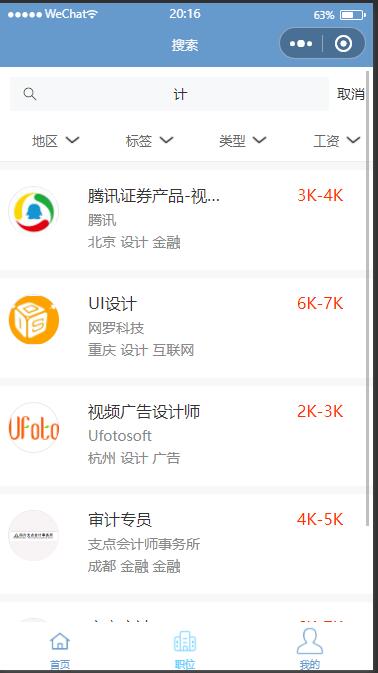 WeChat 20:16 63%
搜索
计 取消
地区 标签 类型 工资
腾讯证券产品-视... 3K-4K
腾讯
北京 设计 金融
UI设计 6K-7K
网罗科技
重庆 设计 互联网
视频广告设计师 2K-3K
Ufotosoft
杭州 设计 广告
Ufoto
审计专员 4K-5K
支点会计师事务所
成都 金融 金融
首页 职位 我的